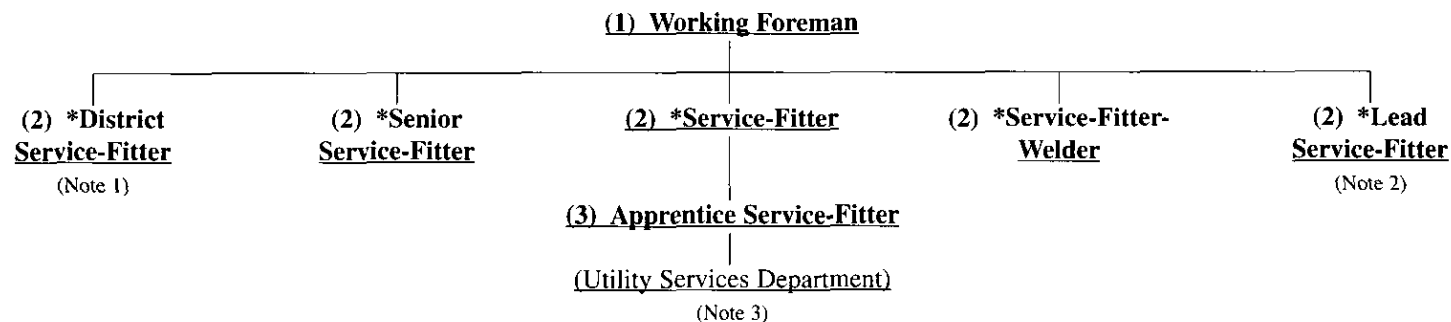 (1) Working Foreman
(2) *District
Service-Fitter
(Note 1)
(2) *Senior
Service-Fitter
(2) *Service-Fitter
(2) *Service-Fitter-
Welder
(2) *Lead
Service-Fitter
(Note 2)
(3) Apprentice Service-Fitter
(Utility Services Department)
(Note 3)